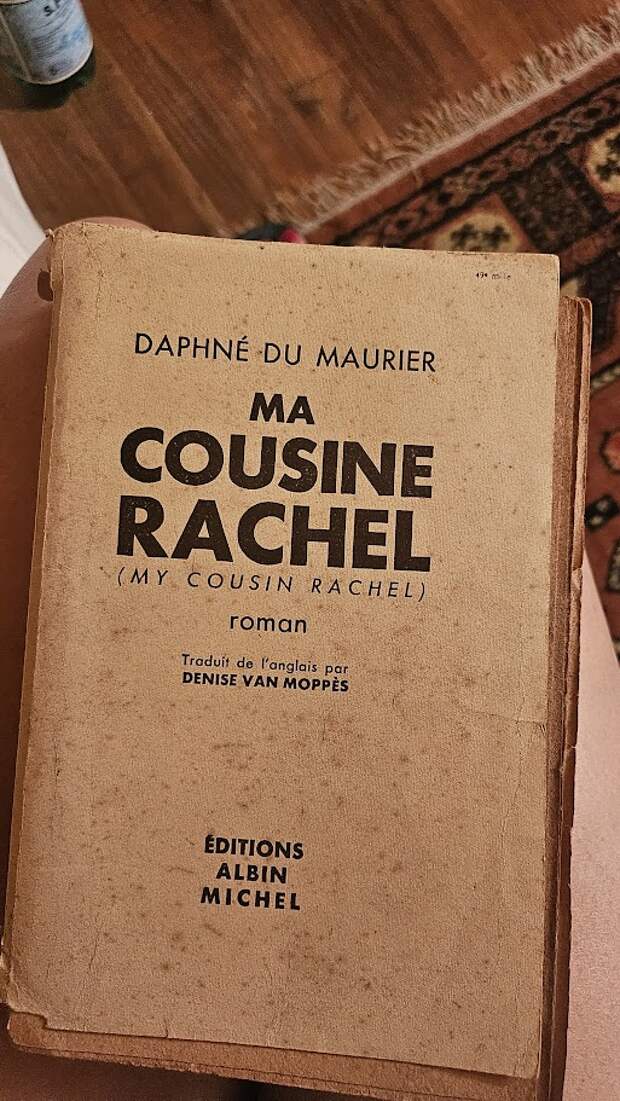 DAPHNÉ DU MAURIER
MA
COUSINE
RACHEL
(MY COUSIN RACHEL)
roman
Traduit de l'anglais par
DENISE VAN MOPPÈS
ÉDITIONS
ALBIN
MICHEL